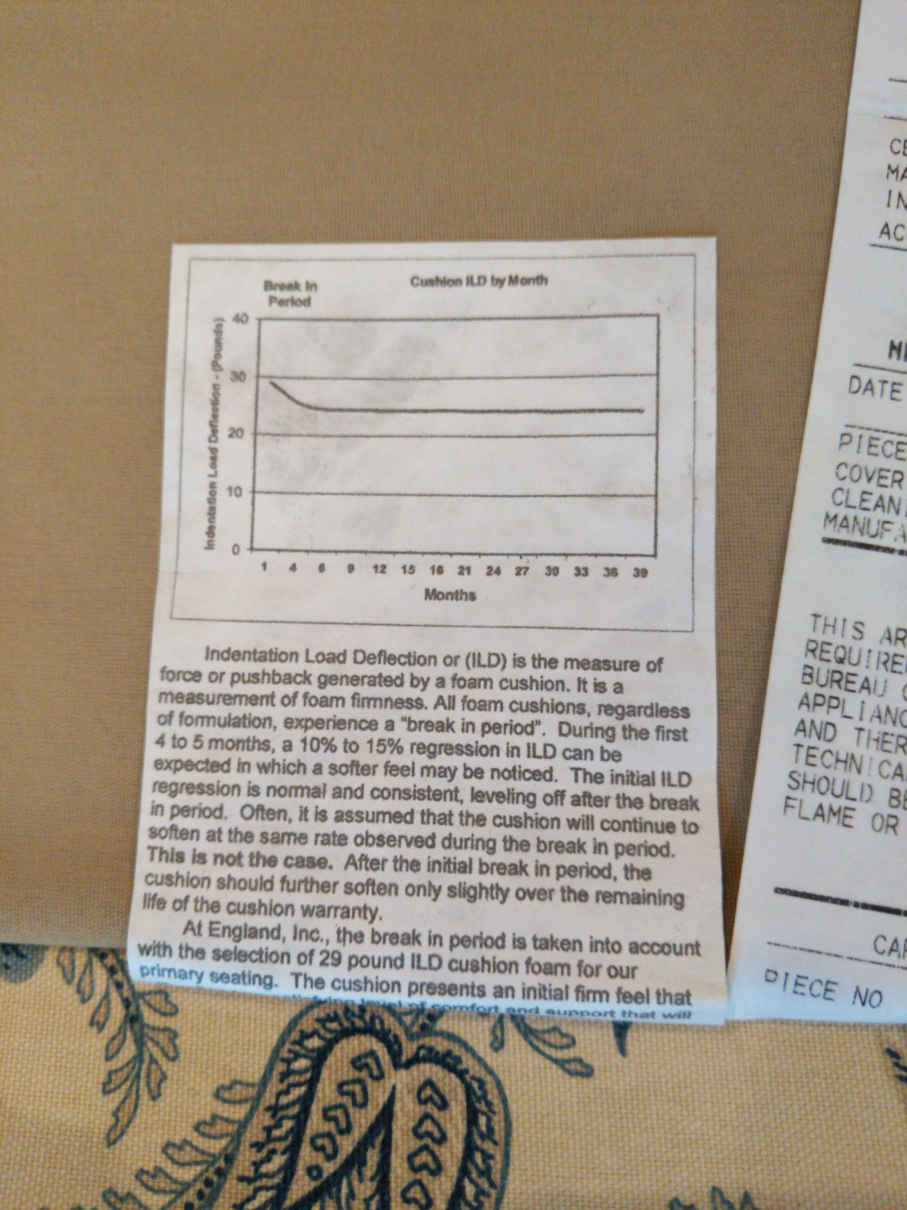 Break In
Period
Cushion ILD by Month
Indentation Load Deflection - (Pounds)
40
30
20
10
0
1 4 6 9 12 15 18 21 24 27 30 33 36 39
Months
Indentation Load Deflection or (ILD) is the measure of
force or pushback generated by a foam cushion. It is a
measurement of foam firmness. All foam cushions, regardless
of formulation, experience a "break in period". During the first
4 to 5 months, a 10% to 15% regression in ILD can be
expected in which a softer feel may be noticed. The initial ILD
regression is normal and consistent, leveling off after the break
in period. Often, it is assumed that the cushion will continue to
soften at the same rate observed during the break in period.
This is not the case. After the initial break in period, the
cushion should further soften only slightly over the remaining
life of the cushion warranty.
At England, Inc., the break in period is taken into account
with the selection of 29 pound ILD cushion foam for our
primary seating. The cushion presents an initial firm feel that
level of comfort and support that will
CE
MA
IN
AC
DATE
PIECE
COVER
CLEAN
MANUFA
THIS AR
REQUIRE
BUREAU
APPLIANC
AND THER
TECHNICA
SHOULD BE
FLAME OR
CAR
PIECE NO